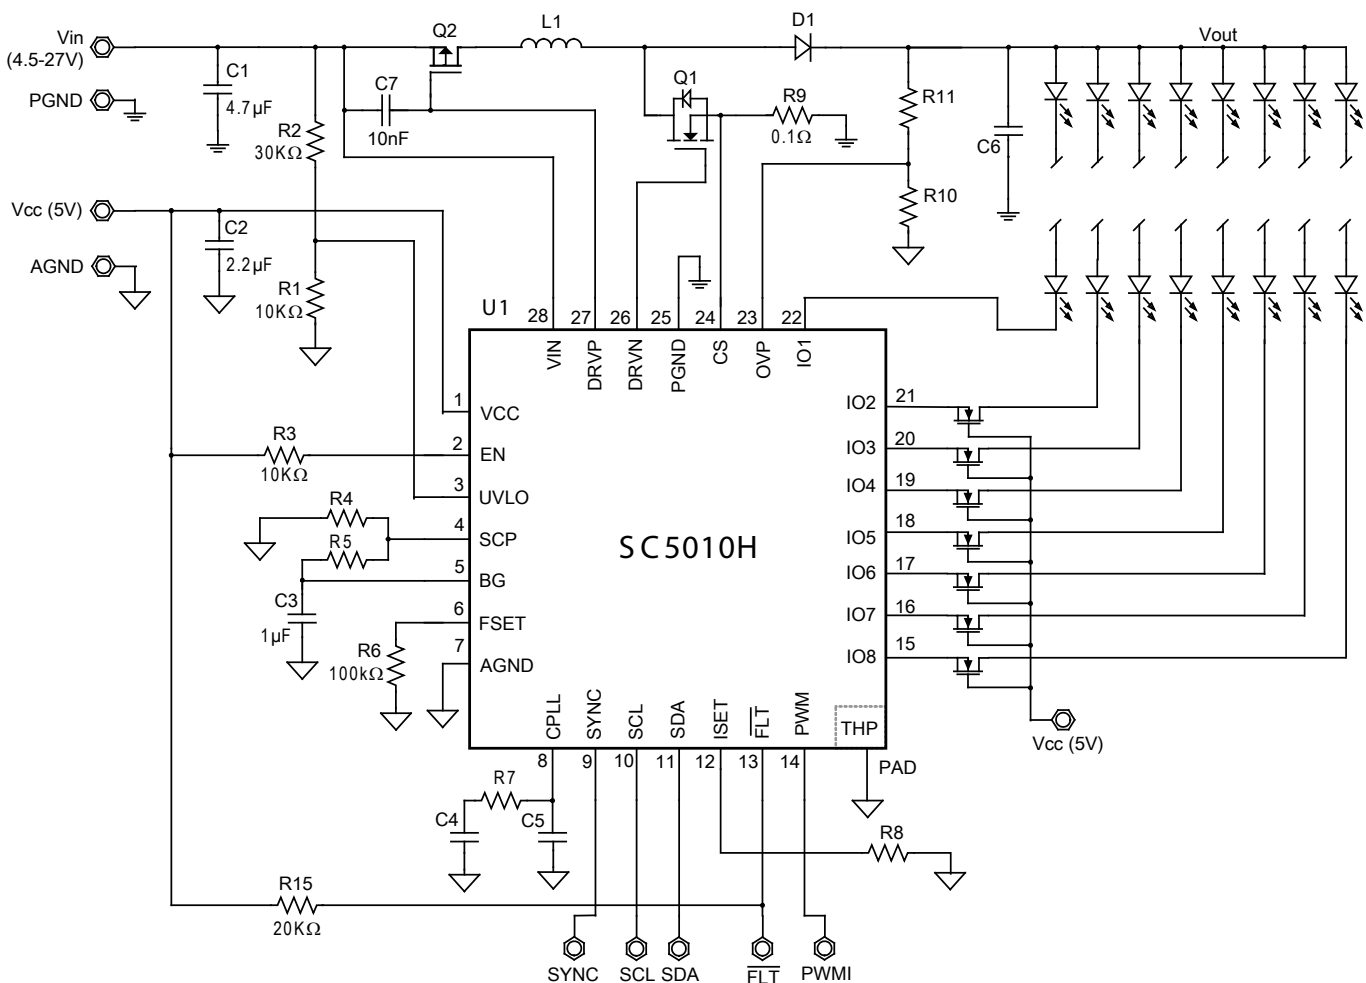 Vin
(4.5-27V)
PGND
C1
4.7µF
R2
30KΩ
C7
10nF
Q2
L1
Q1
D1
R9
0.1Ω
R11
R10
C6
Vout
Vcc (5V)
AGND
C2
2.2µF
R1
10KΩ
U1
28
27
26
25
24
23
22
VIN
DRVP
DRVN
PGND
CS
OVP
IO1
1
VCC
2
EN
3
UVLO
4
SCP
5
BG
6
FSET
7
AGND
R3
10KΩ
R4
R5
C3
1µF
R6
100kΩ
SC5010H
IO2
21
IO3
20
IO4
19
IO5
18
IO6
17
IO7
16
IO8
15
Vcc (5V)
CPLL
SYNC
SCL
SDA
ISET
FLT
PWM
THP
PAD
8
9
10
11
12
13
14
R7
C4
C5
R8
R15
20KΩ
SYNC
SCL
SDA
FLT
PWMI